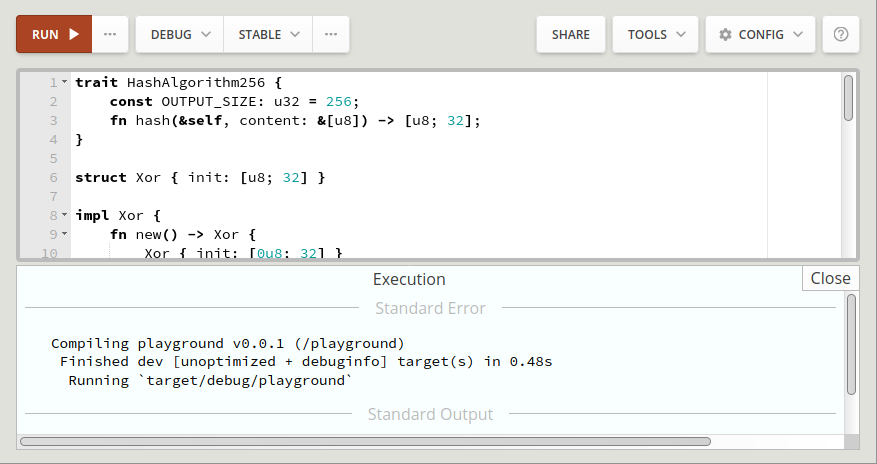 RUN ... DEBUG STABLE ... SHARE TOOLS CONFIG ?
1 trait HashAlgorithm256 {
2     const OUTPUT_SIZE: u32 = 256;
3     fn hash(&self, content: &[u8]) -> [u8; 32];
4 }
5
6 struct Xor { init: [u8; 32] }
7
8 impl Xor {
9     fn new() -> Xor {
10         Xor { init: [0u8; 32] }
Execution
Close
Standard Error
   Compiling playground v0.0.1 (/playground)
    Finished dev [unoptimized + debuginfo] target(s) in 0.48s
     Running `target/debug/playground`
Standard Output